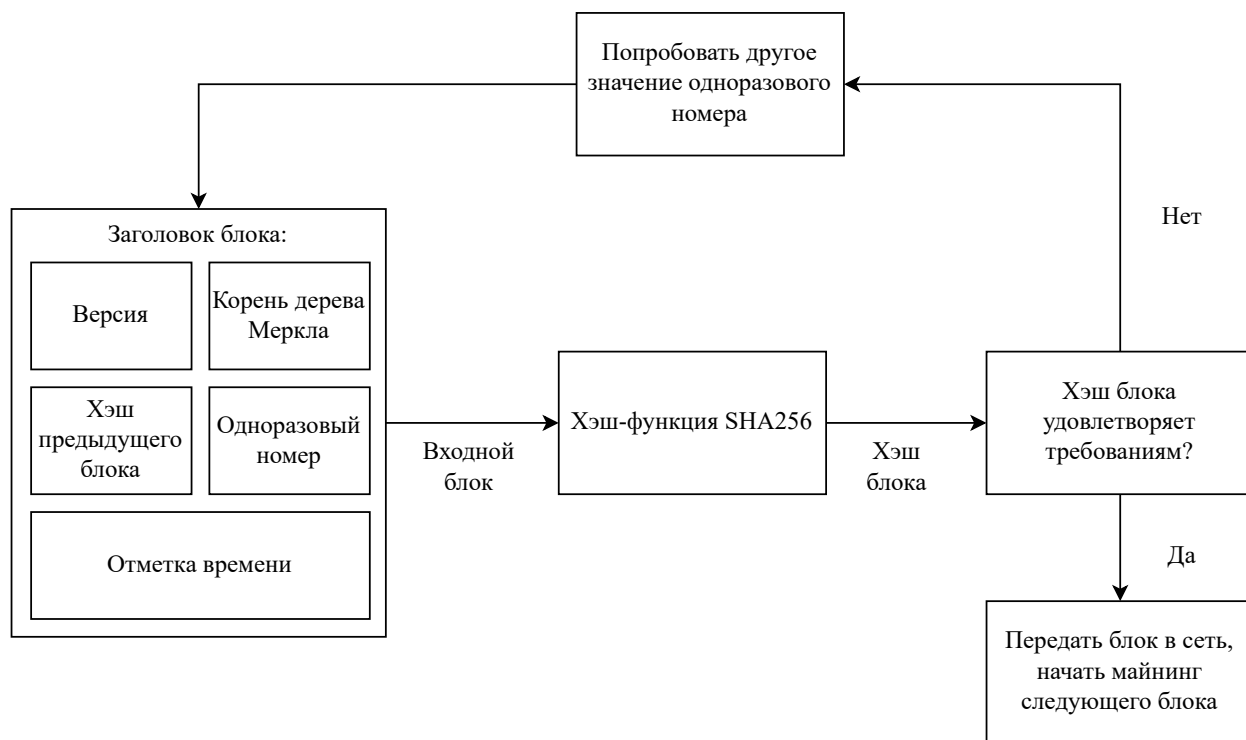 Попробовать другое
значение одноразового
номера
Нет
Заголовок блока:
Версия
Корень дерева
Меркла
Хэш
предыдущего
блока
Одноразовый
номер
Отметка времени
Входной
блок
Хэш-функция SHA256
Хэш
блока
Хэш блока
удовлетворяет
требованиям?
Да
Передать блок в сеть,
начать майнинг
следующего блока